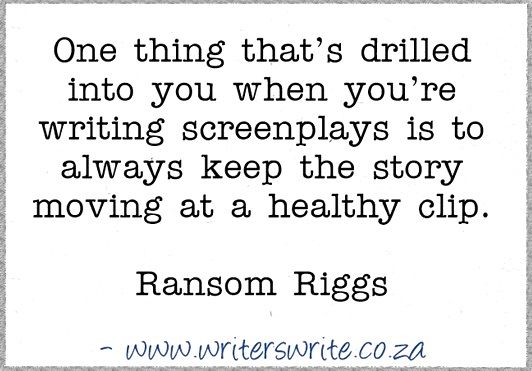 One thing that’s drilled
into you when you’re
writing screenplays is to
always keep the story
moving at a healthy clip.
Ransom Riggs
- www.writerswrite.co.za